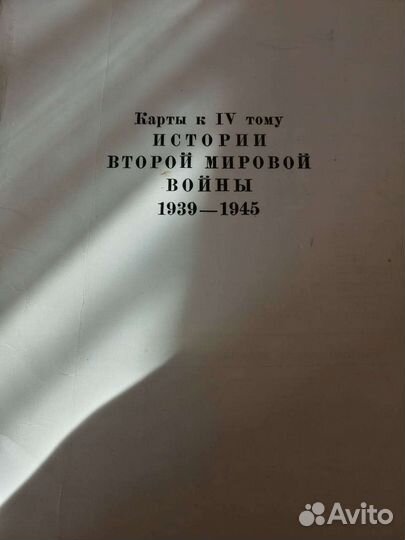 Карты к IV тому
ИСТОРИИ
ВТОРОЙ МИРОВОЙ
ВОЙНЫ
1939—1945
Avito